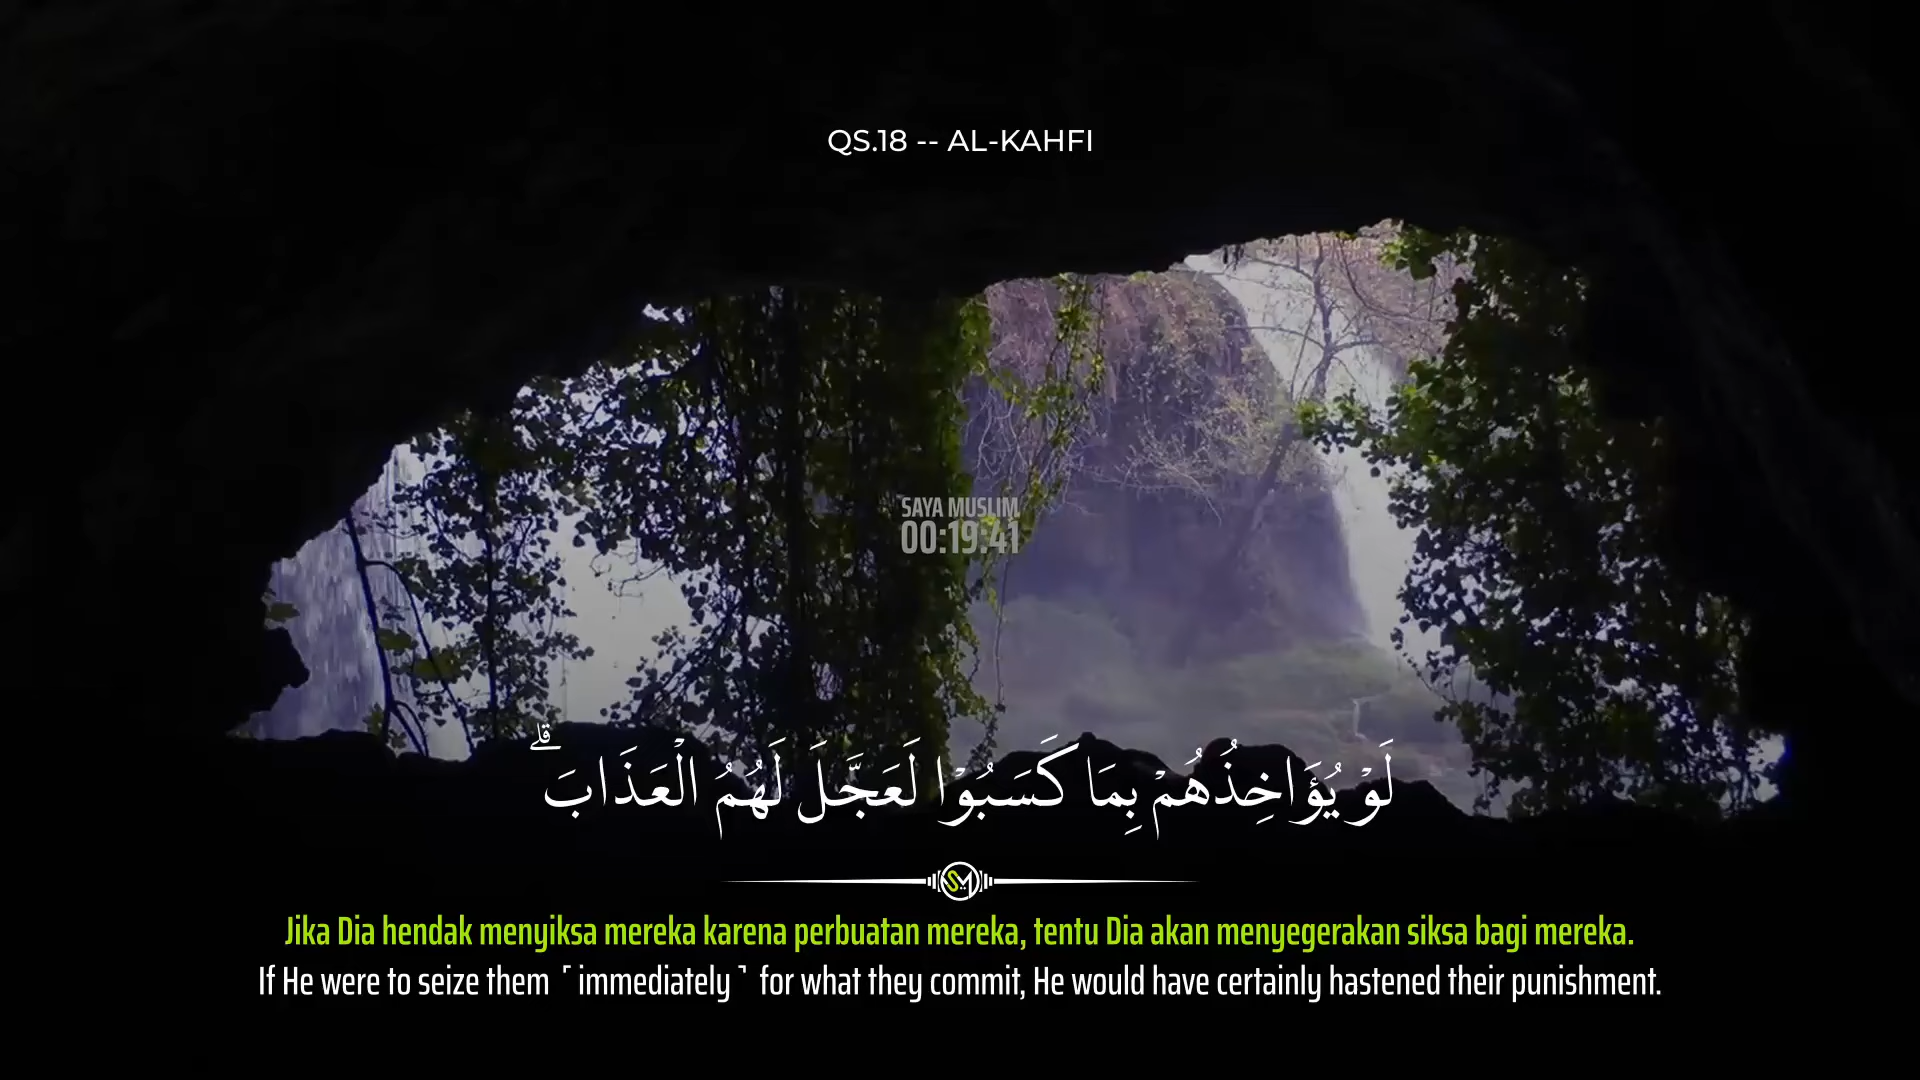 QS.18 -- AL-KAHFI
SAYA MUSLIM
00:19:41
لَوْ يُؤَاخِذُهُمْ بِمَا كَسَبُوْا لَعَجَّلَ لَهُمُ الْعَذَابَۗ
SM
Jika Dia hendak menyiksa mereka karena perbuatan mereka, tentu Dia akan menyegerakan siksa bagi mereka.
If He were to seize them ˹immediately˺ for what they commit, He would have certainly hastened their punishment.